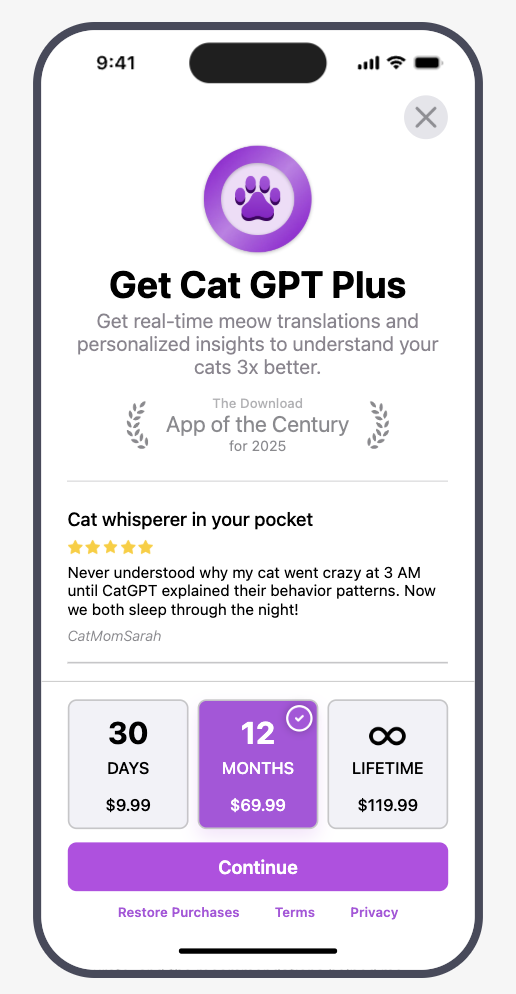 9:41
Get Cat GPT Plus
Get real-time meow translations and
personalized insights to understand your
cats 3x better.
The Download
App of the Century
for 2025
Cat whisperer in your pocket
Never understood why my cat went crazy at 3 AM
until CatGPT explained their behavior patterns. Now
we both sleep through the night!
CatMomSarah
30
DAYS
$9.99
12
MONTHS
$69.99
∞
LIFETIME
$119.99
Continue
Restore Purchases
Terms
Privacy